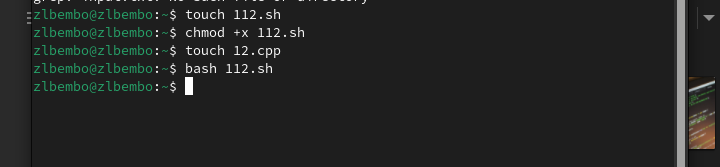 zlbembo@zlbembo:~$ touch 112.sh
zlbembo@zlbembo:~$ chmod +x 112.sh
zlbembo@zlbembo:~$ touch 12.cpp
zlbembo@zlbembo:~$ bash 112.sh
zlbembo@zlbembo:~$